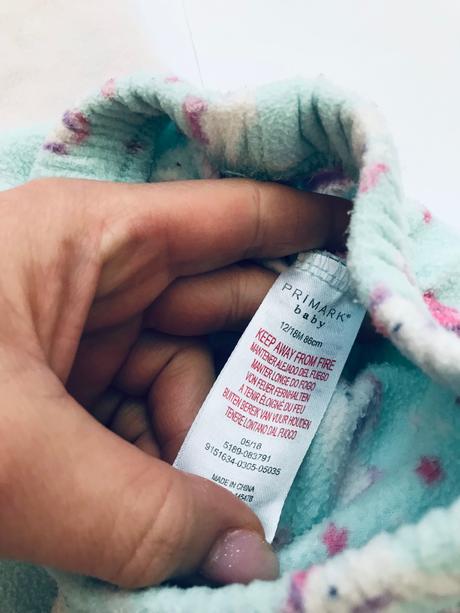 PRIMARK®
baby
12/18M 86cm
KEEP AWAY FROM FIRE
MANTENER ALEJADO DEL FUEGO
MANTER LONGE DO FOGO
VON FEUER FERNHALTEN
À TENIR ÉLOIGNÉ DU FEU
BUITEN BEREIK VAN VUUR HOUDEN
TENERE LONTANO DAL FUOCO
05/18
5169-083791
9151634-0305-05035
MADE IN CHINA